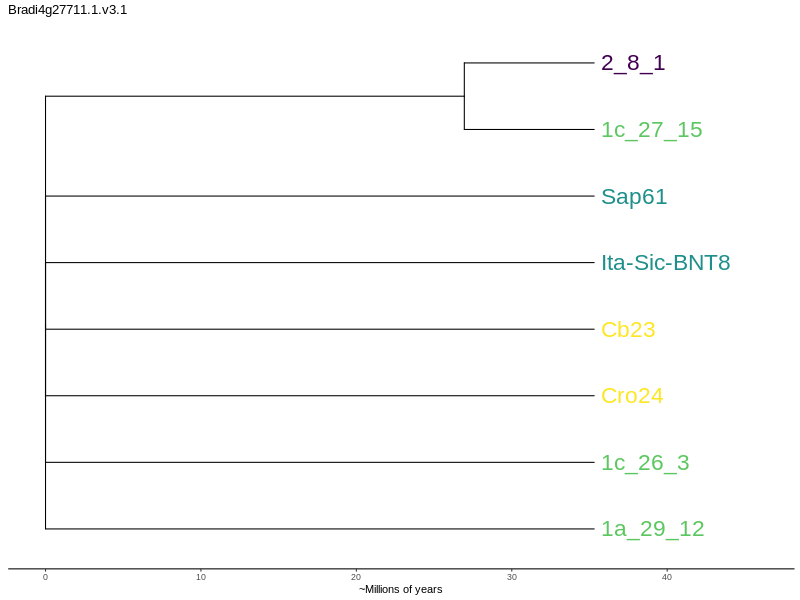 Bradi4g27711.1.v3.1
2_8_1
1c_27_15
Sap61
Ita-Sic-BNT8
Cb23
Cro24
1c_26_3
1a_29_12
0 10 20 30 40
~Millions of years